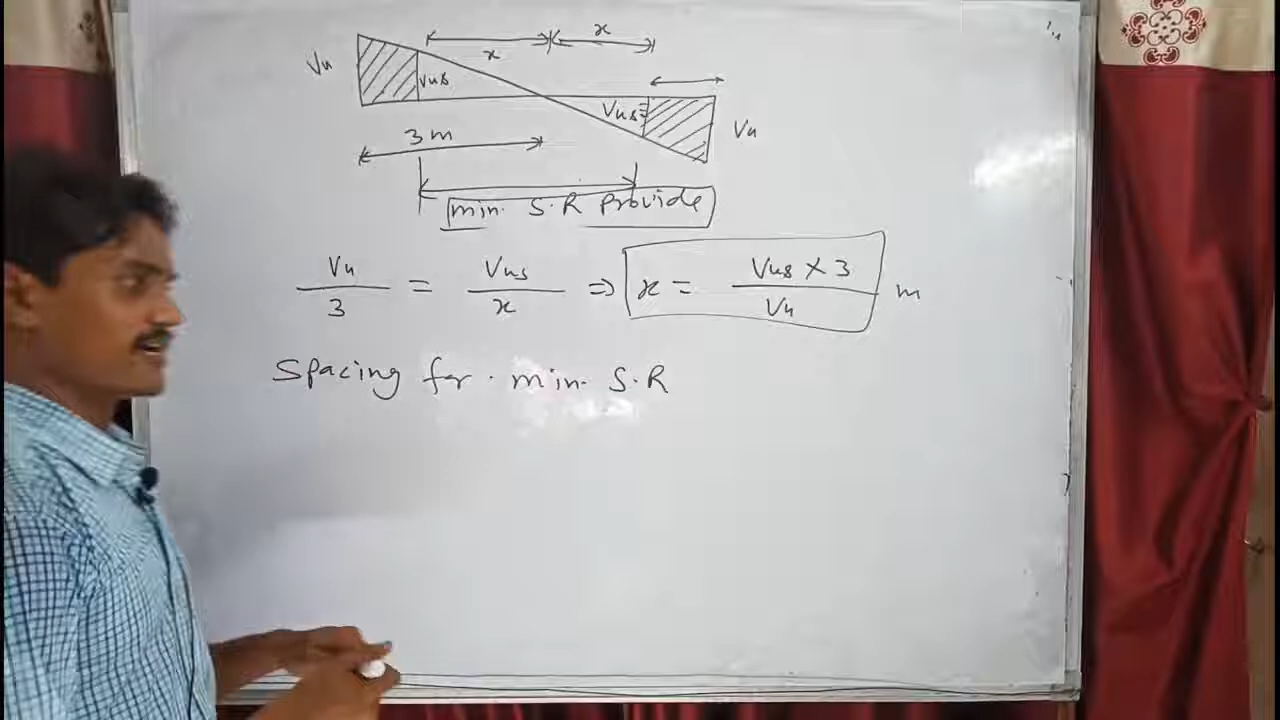 x
x
Vu
Vus
Vus
Vu
3 m
min. S.R Provide
Vu / 3 = Vus / x ⇒ x = Vus × 3 / Vu m
Spacing for min. S.R